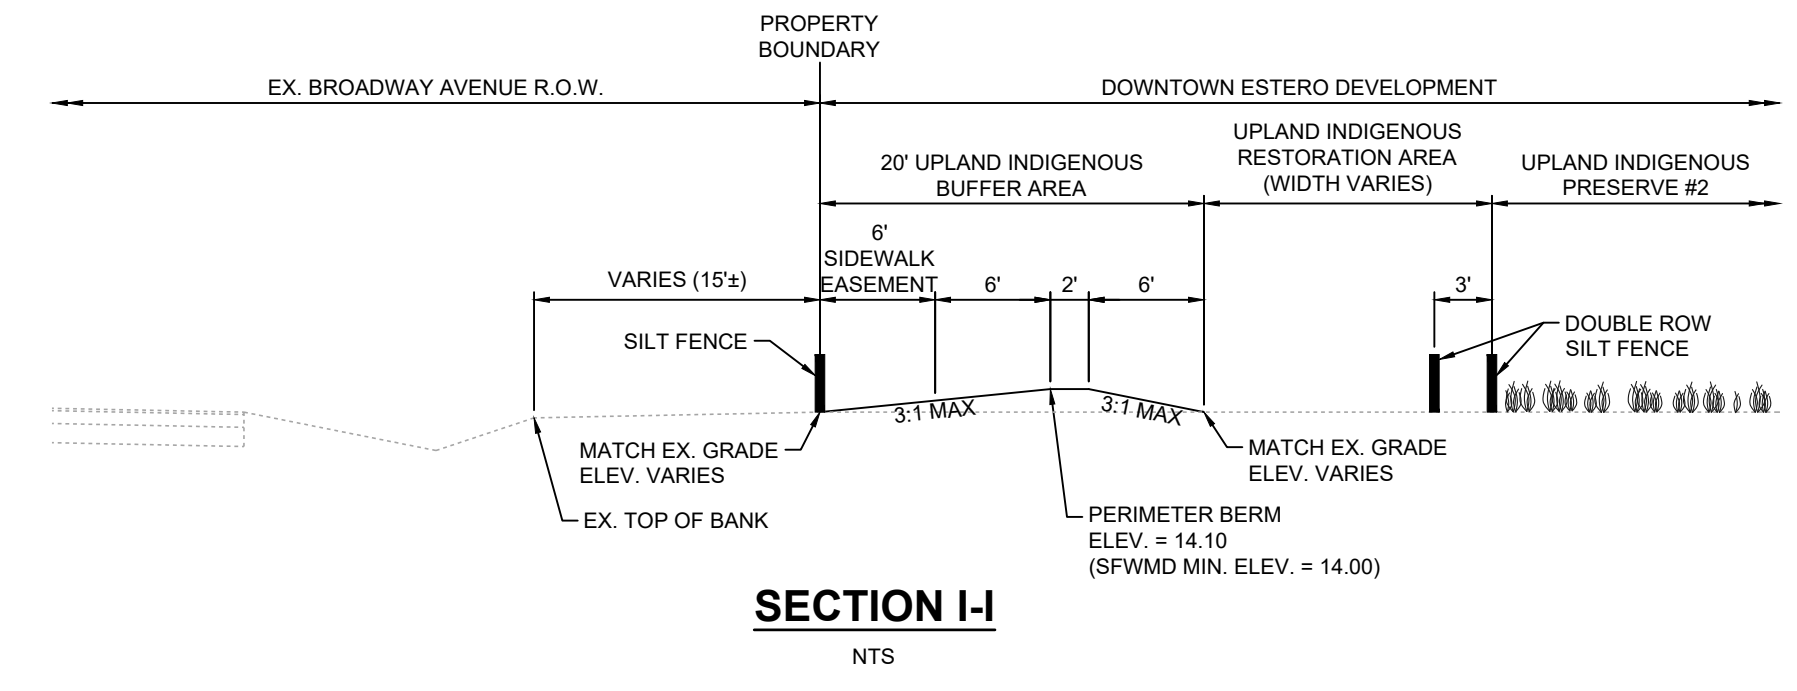 PROPERTY
BOUNDARY
EX. BROADWAY AVENUE R.O.W.
DOWNTOWN ESTERO DEVELOPMENT
20' UPLAND INDIGENOUS
BUFFER AREA
UPLAND INDIGENOUS
RESTORATION AREA
(WIDTH VARIES)
UPLAND INDIGENOUS
PRESERVE #2
VARIES (15'±)
6'
SIDEWALK
EASEMENT
6'
2'
6'
3'
SILT FENCE
DOUBLE ROW
SILT FENCE
3:1 MAX
3:1 MAX
MATCH EX. GRADE
ELEV. VARIES
MATCH EX. GRADE
ELEV. VARIES
EX. TOP OF BANK
PERIMETER BERM
ELEV. = 14.10
(SFWMD MIN. ELEV. = 14.00)
SECTION I-I
NTS